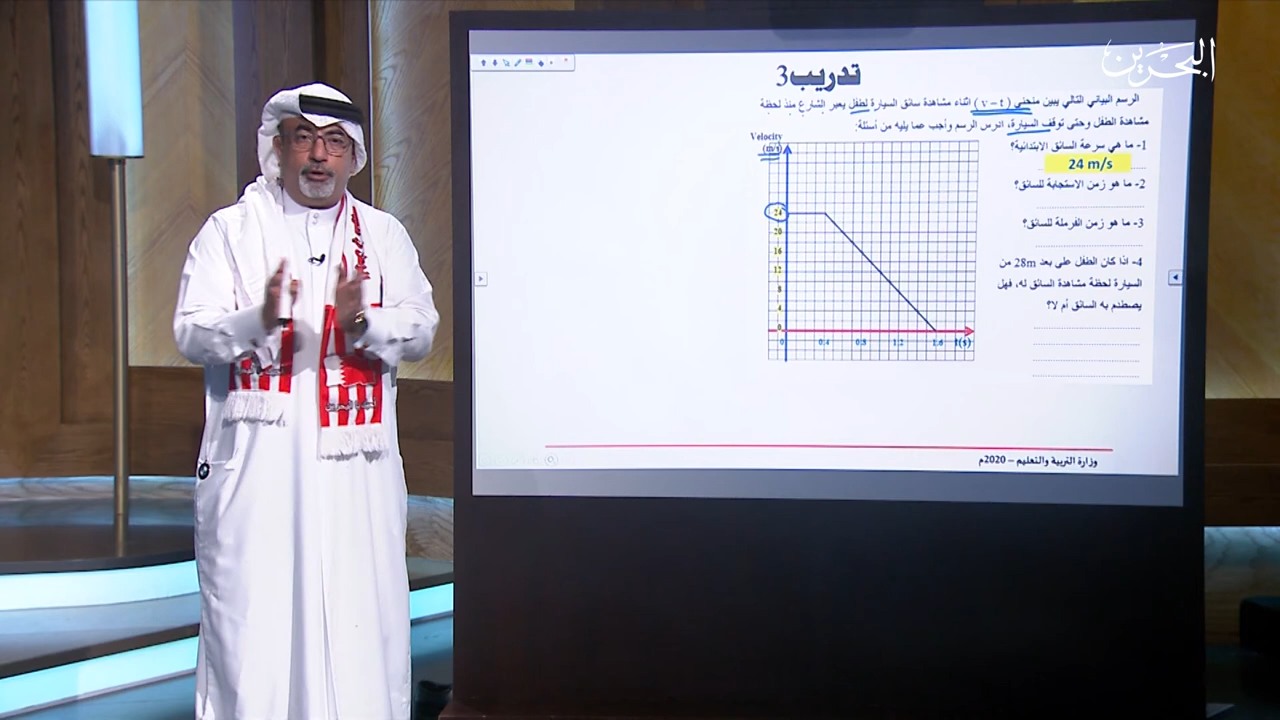 البحرين
تدريب3
الرسم البياني التالي يبين منحنى ( v – t ) اثناء مشاهدة سائق السيارة لطفل يعبر الشارع منذ لحظة
مشاهدة الطفل وحتى توقف السيارة، ادرس الرسم وأجب عما يليه من أسئلة:
1- ما هي سرعة السائق الابتدائية؟
24 m/s
2- ما هو زمن الاستجابة للسائق؟
3- ما هو زمن الفرملة للسائق؟
4- اذا كان الطفل على بعد 28m من
السيارة لحظة مشاهدة السائق له، فهل
يصطدم به السائق أم لا؟
Velocity
(m/s)
24
20
16
12
8
4
0
0 0.4 0.8 1.2 1.6 t(s)
وزارة التربية والتعليم – 2020م